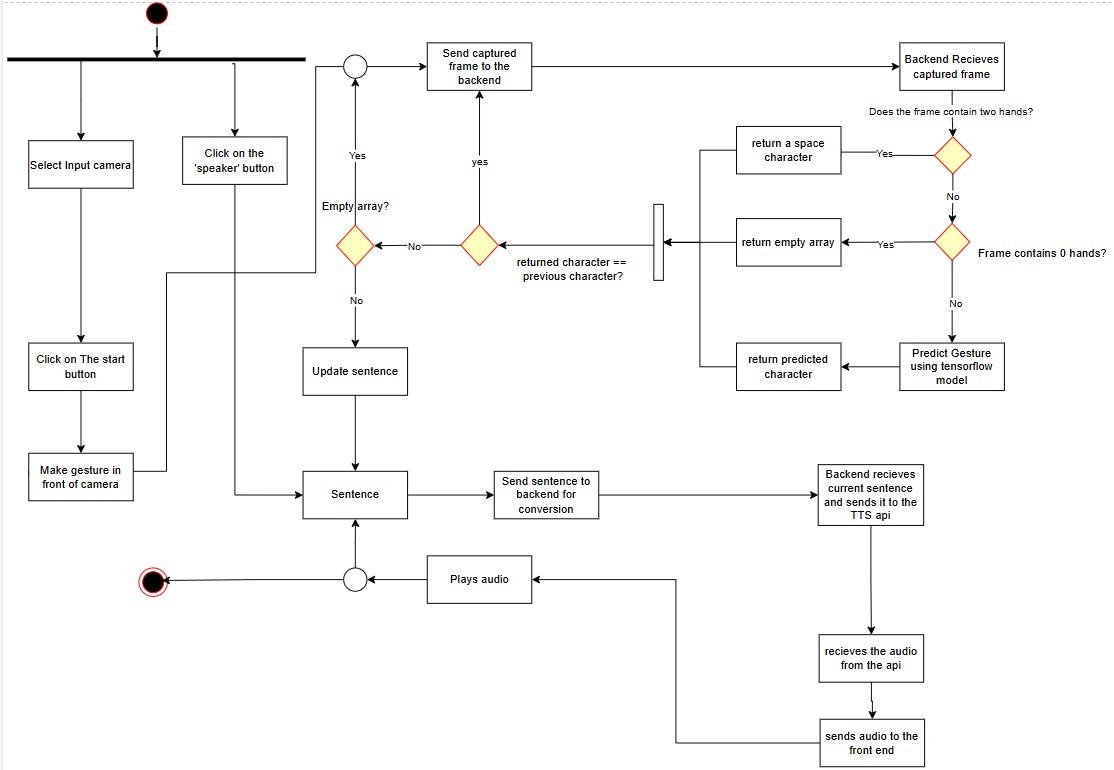 Send captured
frame to the
backend
Backend Recieves
captured frame
Does the frame contain two hands?
Select Input camera
Click on the
'speaker' button
Yes
yes
return a space
character
Yes
No
Empty array?
No
returned character ==
previous character?
return empty array
Yes
Frame contains 0 hands?
No
No
Click on The start
button
Update sentence
return predicted
character
Predict Gesture
using tensorflow
model
Make gesture in
front of camera
Sentence
Send sentence to
backend for
conversion
Backend recieves
current sentence
and sends it to the
TTS api
Plays audio
recieves the audio
from the api
sends audio to the
front end